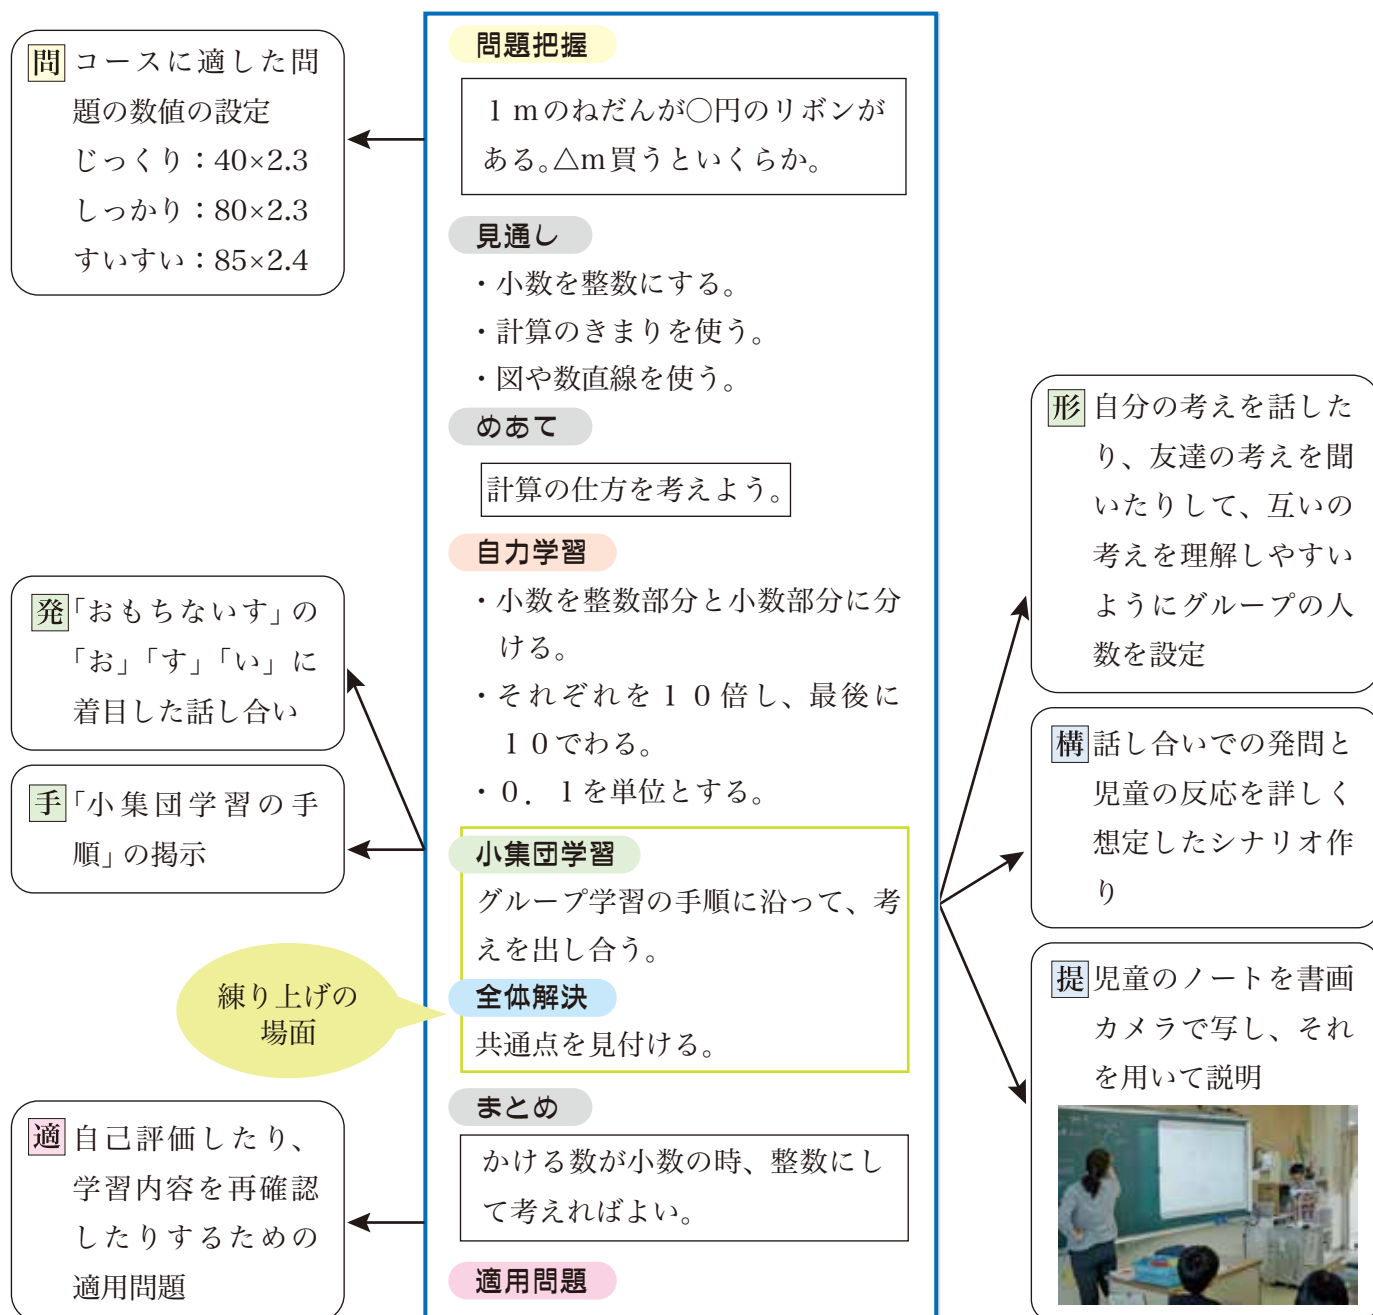 問 コースに適した問
題の数値の設定
じっくり：40×2.3
しっかり：80×2.3
すいすい：85×2.4
発 「おもちないす」の
「お」「す」「い」に
着目した話し合い
手 「小集団学習の手
順」の掲示
練り上げの
場面
適 自己評価したり、
学習内容を再確認
したりするための
適用問題
問題把握
１ｍのねだんが○円のリボンが
ある。△ｍ買うといくらか。
見通し
・小数を整数にする。
・計算のきまりを使う。
・図や数直線を使う。
めあて
計算の仕方を考えよう。
自力学習
・小数を整数部分と小数部分に分
ける。
・それぞれを１０倍し、最後に
１０でわる。
・０．１を単位とする。
小集団学習
グループ学習の手順に沿って、考
えを出し合う。
全体解決
共通点を見付ける。
まとめ
かける数が小数の時、整数にし
て考えればよい。
適用問題
形 自分の考えを話した
り、友達の考えを聞
いたりして、互いの
考えを理解しやすい
ようにグループの人
数を設定
構 話し合いでの発問と
児童の反応を詳しく
想定したシナリオ作
り
提 児童のノートを書画
カメラで写し、それ
を用いて説明